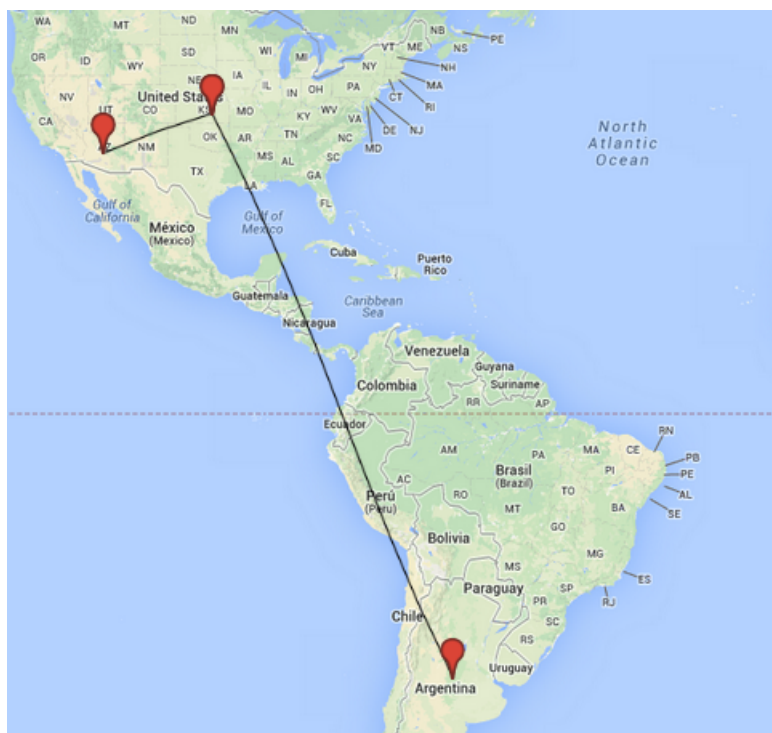 WA
MT
ND
MN
NB
PE
OR
ID
WY
SD
WI
MI
VT
ME
NS
NY
NH
NV
UT
NE
IA
IL
IN
OH
PA
MA
CT
RI
CA
United States
CO
KS
MO
KY
WV
VA
NJ
DE
MD
AZ
NM
OK
AR
TN
NC
TX
MS
AL
SC
GA
LA
FL
North
Atlantic
Ocean
Gulf of
California
México
(Mexico)
Gulf of
Mexico
Cuba
Puerto
Rico
Guatemala
Caribbean
Sea
Nicaragua
Venezuela
Guyana
Suriname
Colombia
RR
AP
Ecuador
RN
AM
PA
MA
CE
PB
PE
AL
SE
AC
Perú
(Peru)
RO
Brasil
(Brazil)
PI
TO
MT
BA
GO
Bolivia
MG
MS
ES
Paraguay
SP
RJ
PR
SC
Chile
RS
Uruguay
Argentina